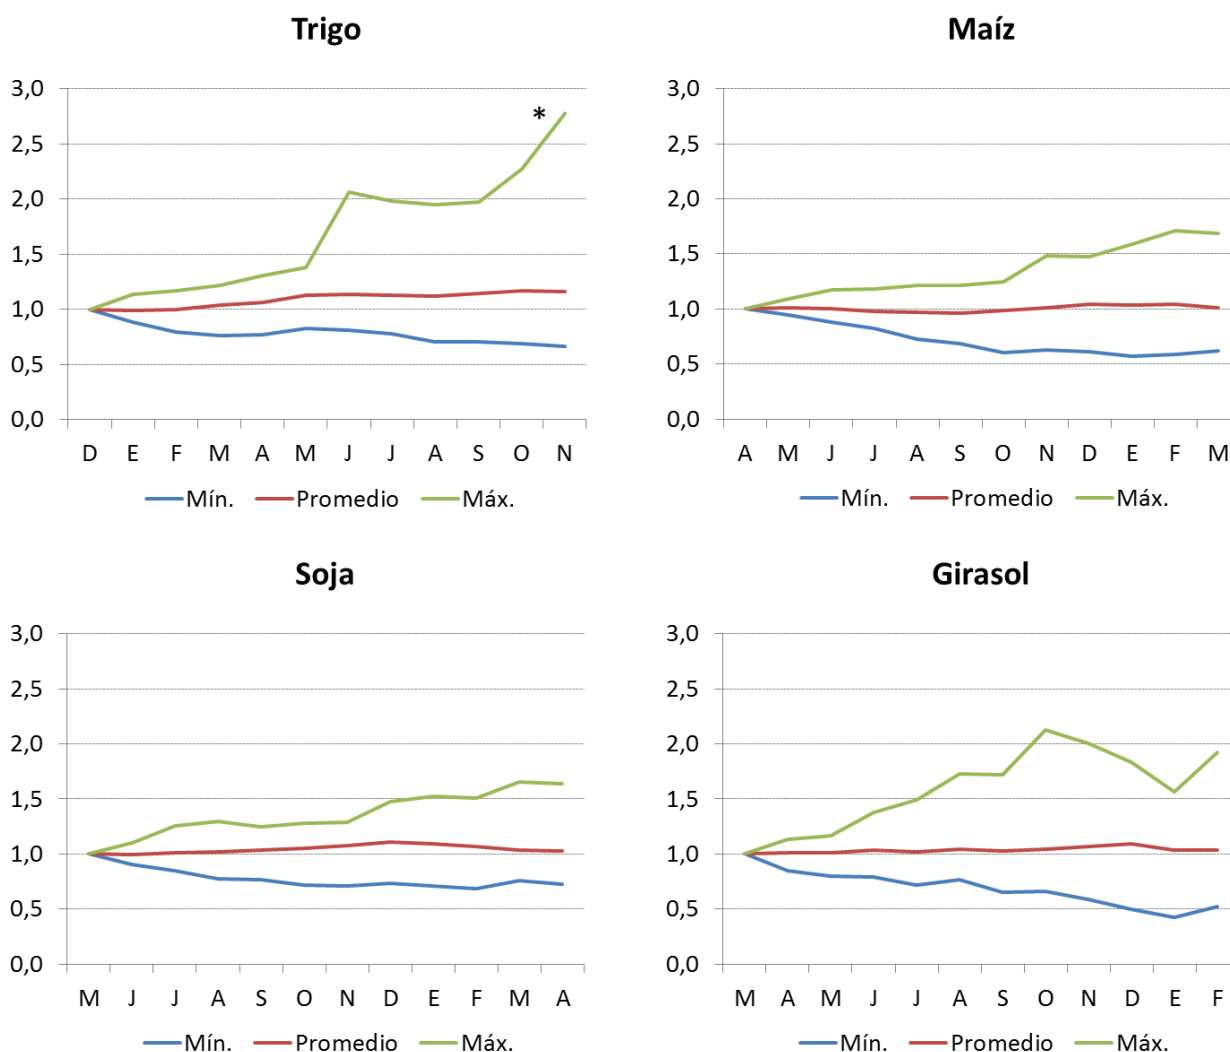 Trigo
3,0
2,5
2,0
1,5
1,0
0,5
0,0
*
D E F M A M J J A S O N
Mín. Promedio Máx.
Maíz
3,0
2,5
2,0
1,5
1,0
0,5
0,0
A M J J A S O N D E F M
Mín. Promedio Máx.
Soja
3,0
2,5
2,0
1,5
1,0
0,5
0,0
M J J A S O N D E F M A
Mín. Promedio Máx.
Girasol
3,0
2,5
2,0
1,5
1,0
0,5
0,0
M A M J J A S O N D E F
Mín. Promedio Máx.